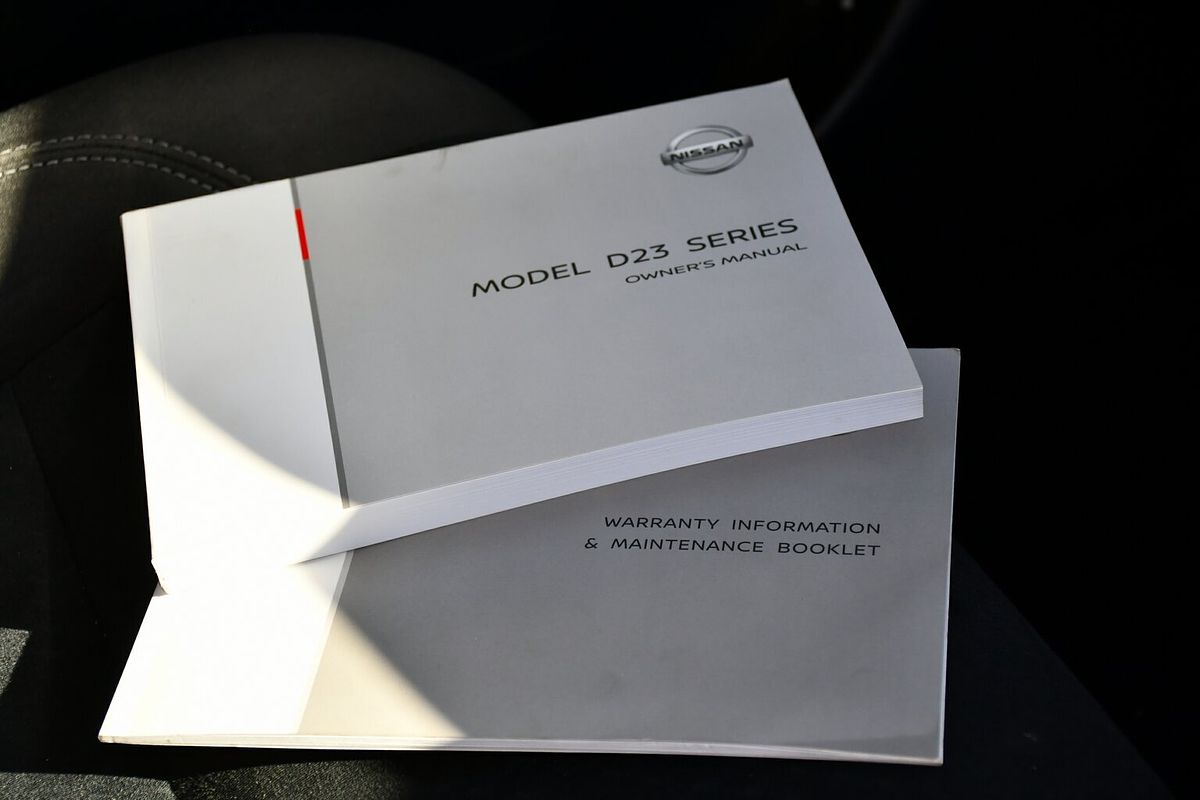 NISSAN
MODEL D23 SERIES
OWNER'S MANUAL
WARRANTY INFORMATION
& MAINTENANCE BOOKLET